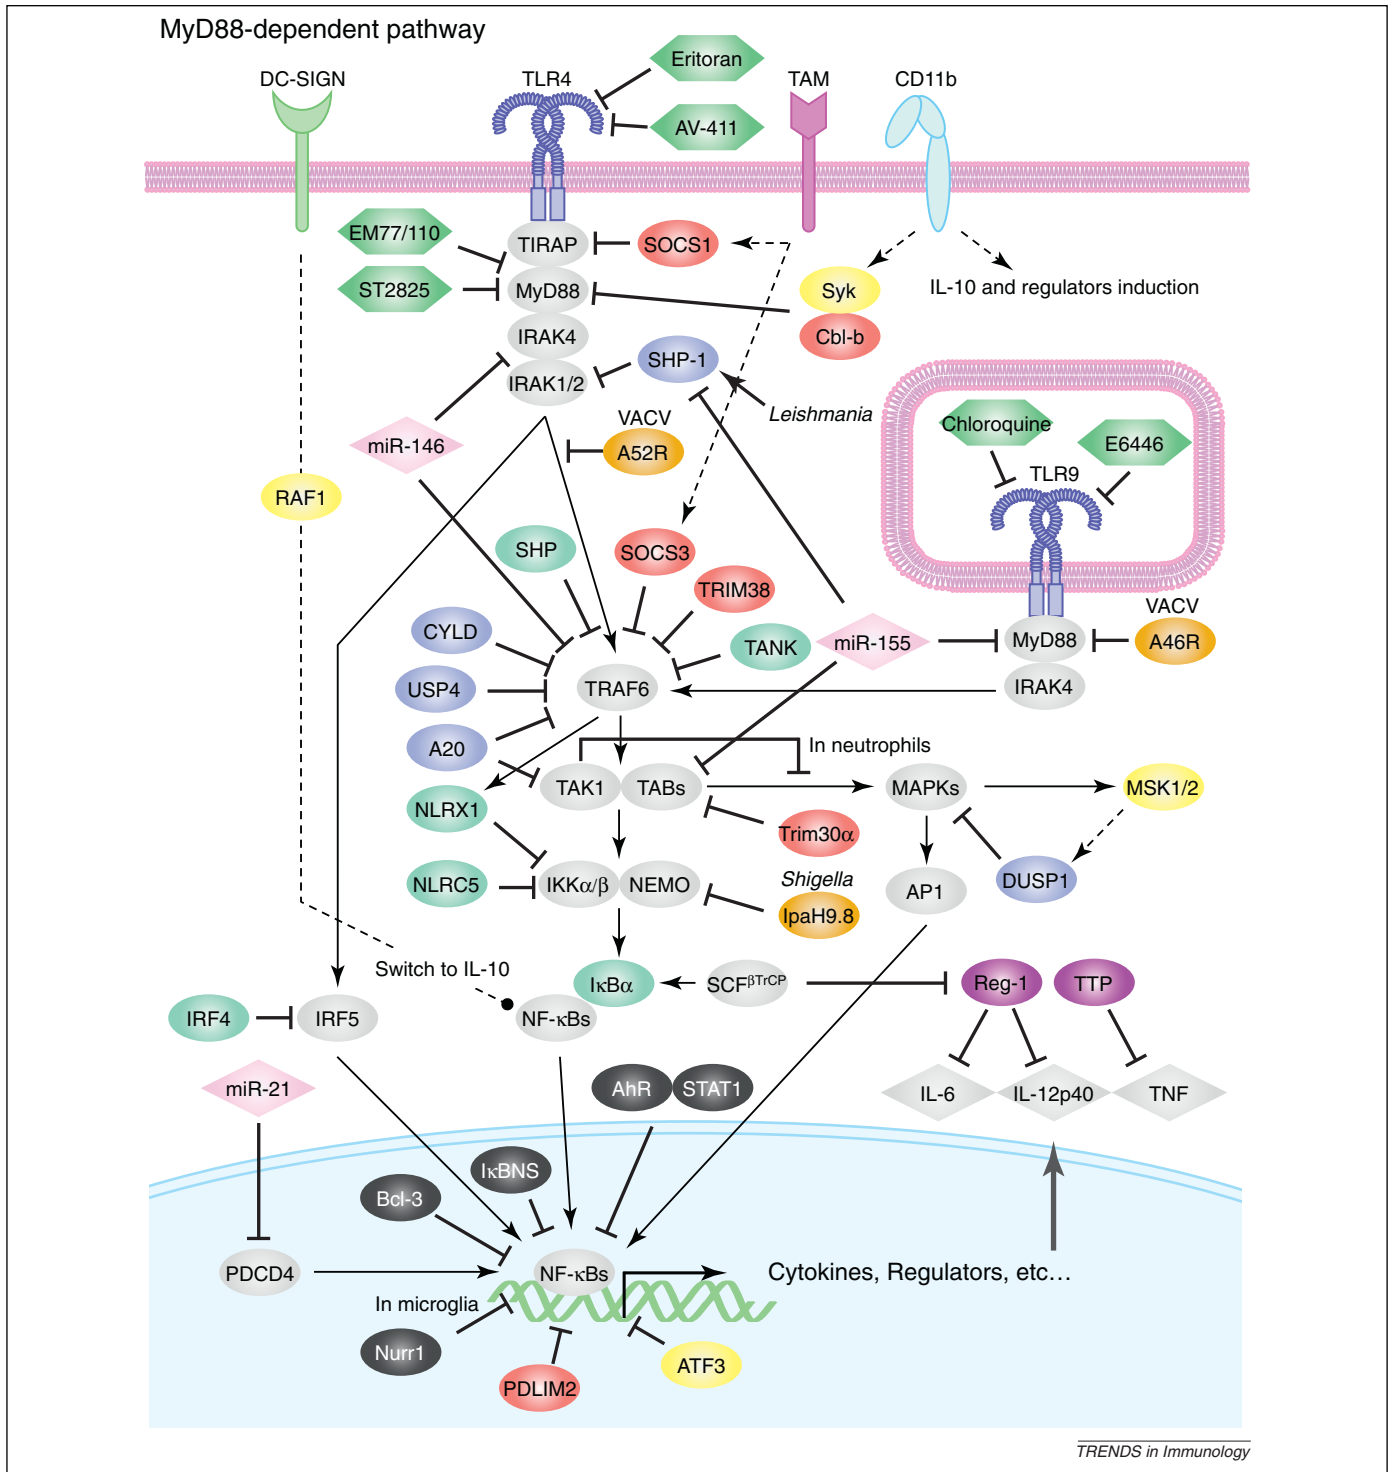 MyD88-dependent pathway
Eritoran
DC-SIGN
TLR4
TAM
CD11b
AV-411
EM77/110
TIRAP
SOCS1
ST2825
MyD88
Syk
IL-10 and regulators induction
IRAK4
Cbl-b
SHP-1
IRAK1/2
Leishmania
VACV
Chloroquine
miR-146
A52R
E6446
TLR9
RAF1
SHP
SOCS3
TRIM38
VACV
CYLD
TANK
miR-155
MyD88
A46R
USP4
TRAF6
IRAK4
A20
In neutrophils
TAK1
TABs
MAPKs
MSK1/2
NLRX1
Trim30α
NLRC5
IKKα/β
NEMO
Shigella
DUSP1
AP1
IpaH9.8
Switch to IL-10
IκBα
SCFβTrCP
Reg-1
TTP
IRF4
IRF5
NF-κBs
miR-21
AhR
STAT1
IL-6
IL-12p40
TNF
IκBNS
Bcl-3
PDCD4
NF-κBs
Cytokines, Regulators, etc...
In microglia
Nurr1
ATF3
PDLIM2
TRENDS in Immunology